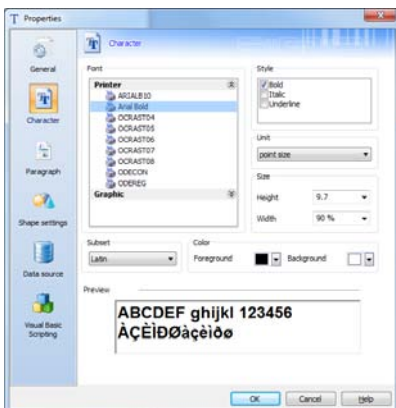 Properties
General
Character
Paragraph
Shape settings
Data source
Visual Basic
Scripting
Character
Font
Printer
ARIALB10
Arial Bold
OCRAST04
OCRAST05
OCRAST06
OCRAST07
OCRAST08
ODECON
ODEREG
Graphic
Style
Bold
Italic
Underline
Unit
point size
Size
Height 9.7
Width 90 %
Subset
Latin
Color
Foreground Background
Preview
ABCDEF ghijkl 123456
ÀÇÈÌÐØàçèìðø
OK Cancel Help